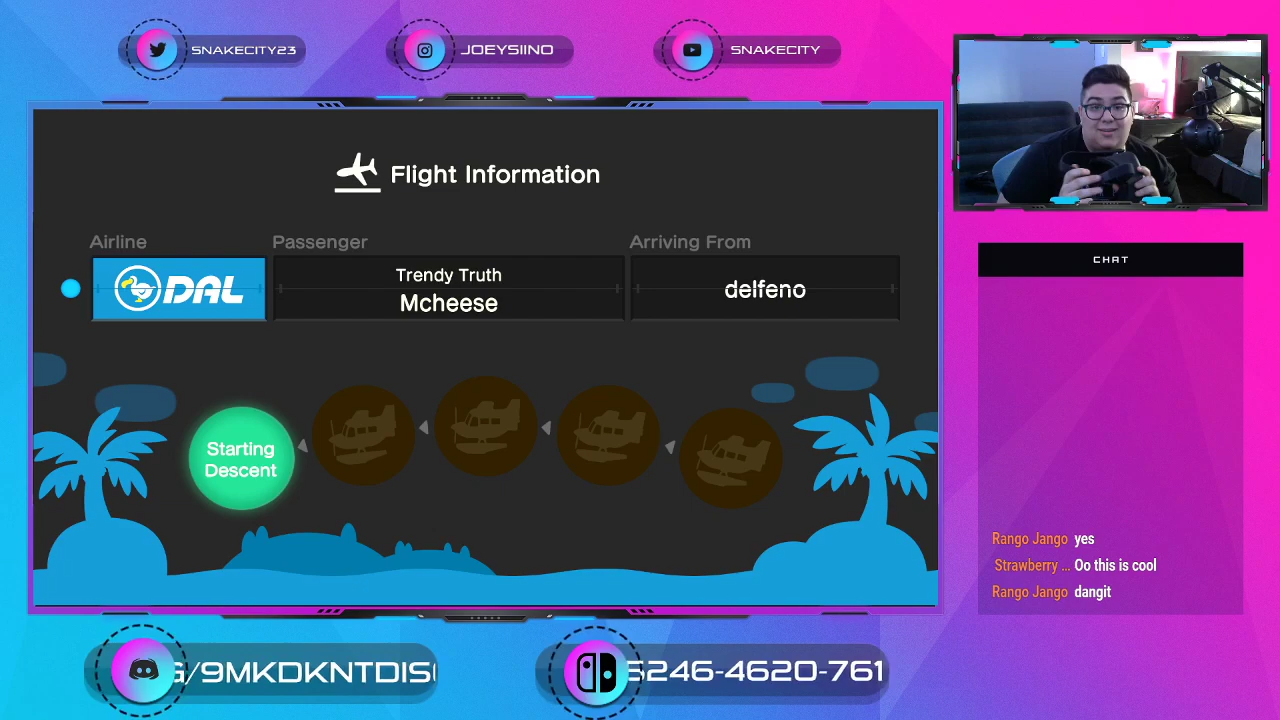 SNAKECITY23
JOEYSIINO
SNAKECITY
Flight Information
Airline
Passenger
Arriving From
DAL
Trendy Truth
Mcheese
delfeno
Starting
Descent
CHAT
Rango Jango yes
Strawberry ... Oo this is cool
Rango Jango dangit
G/9MKDKNTDIS
6246-4620-761